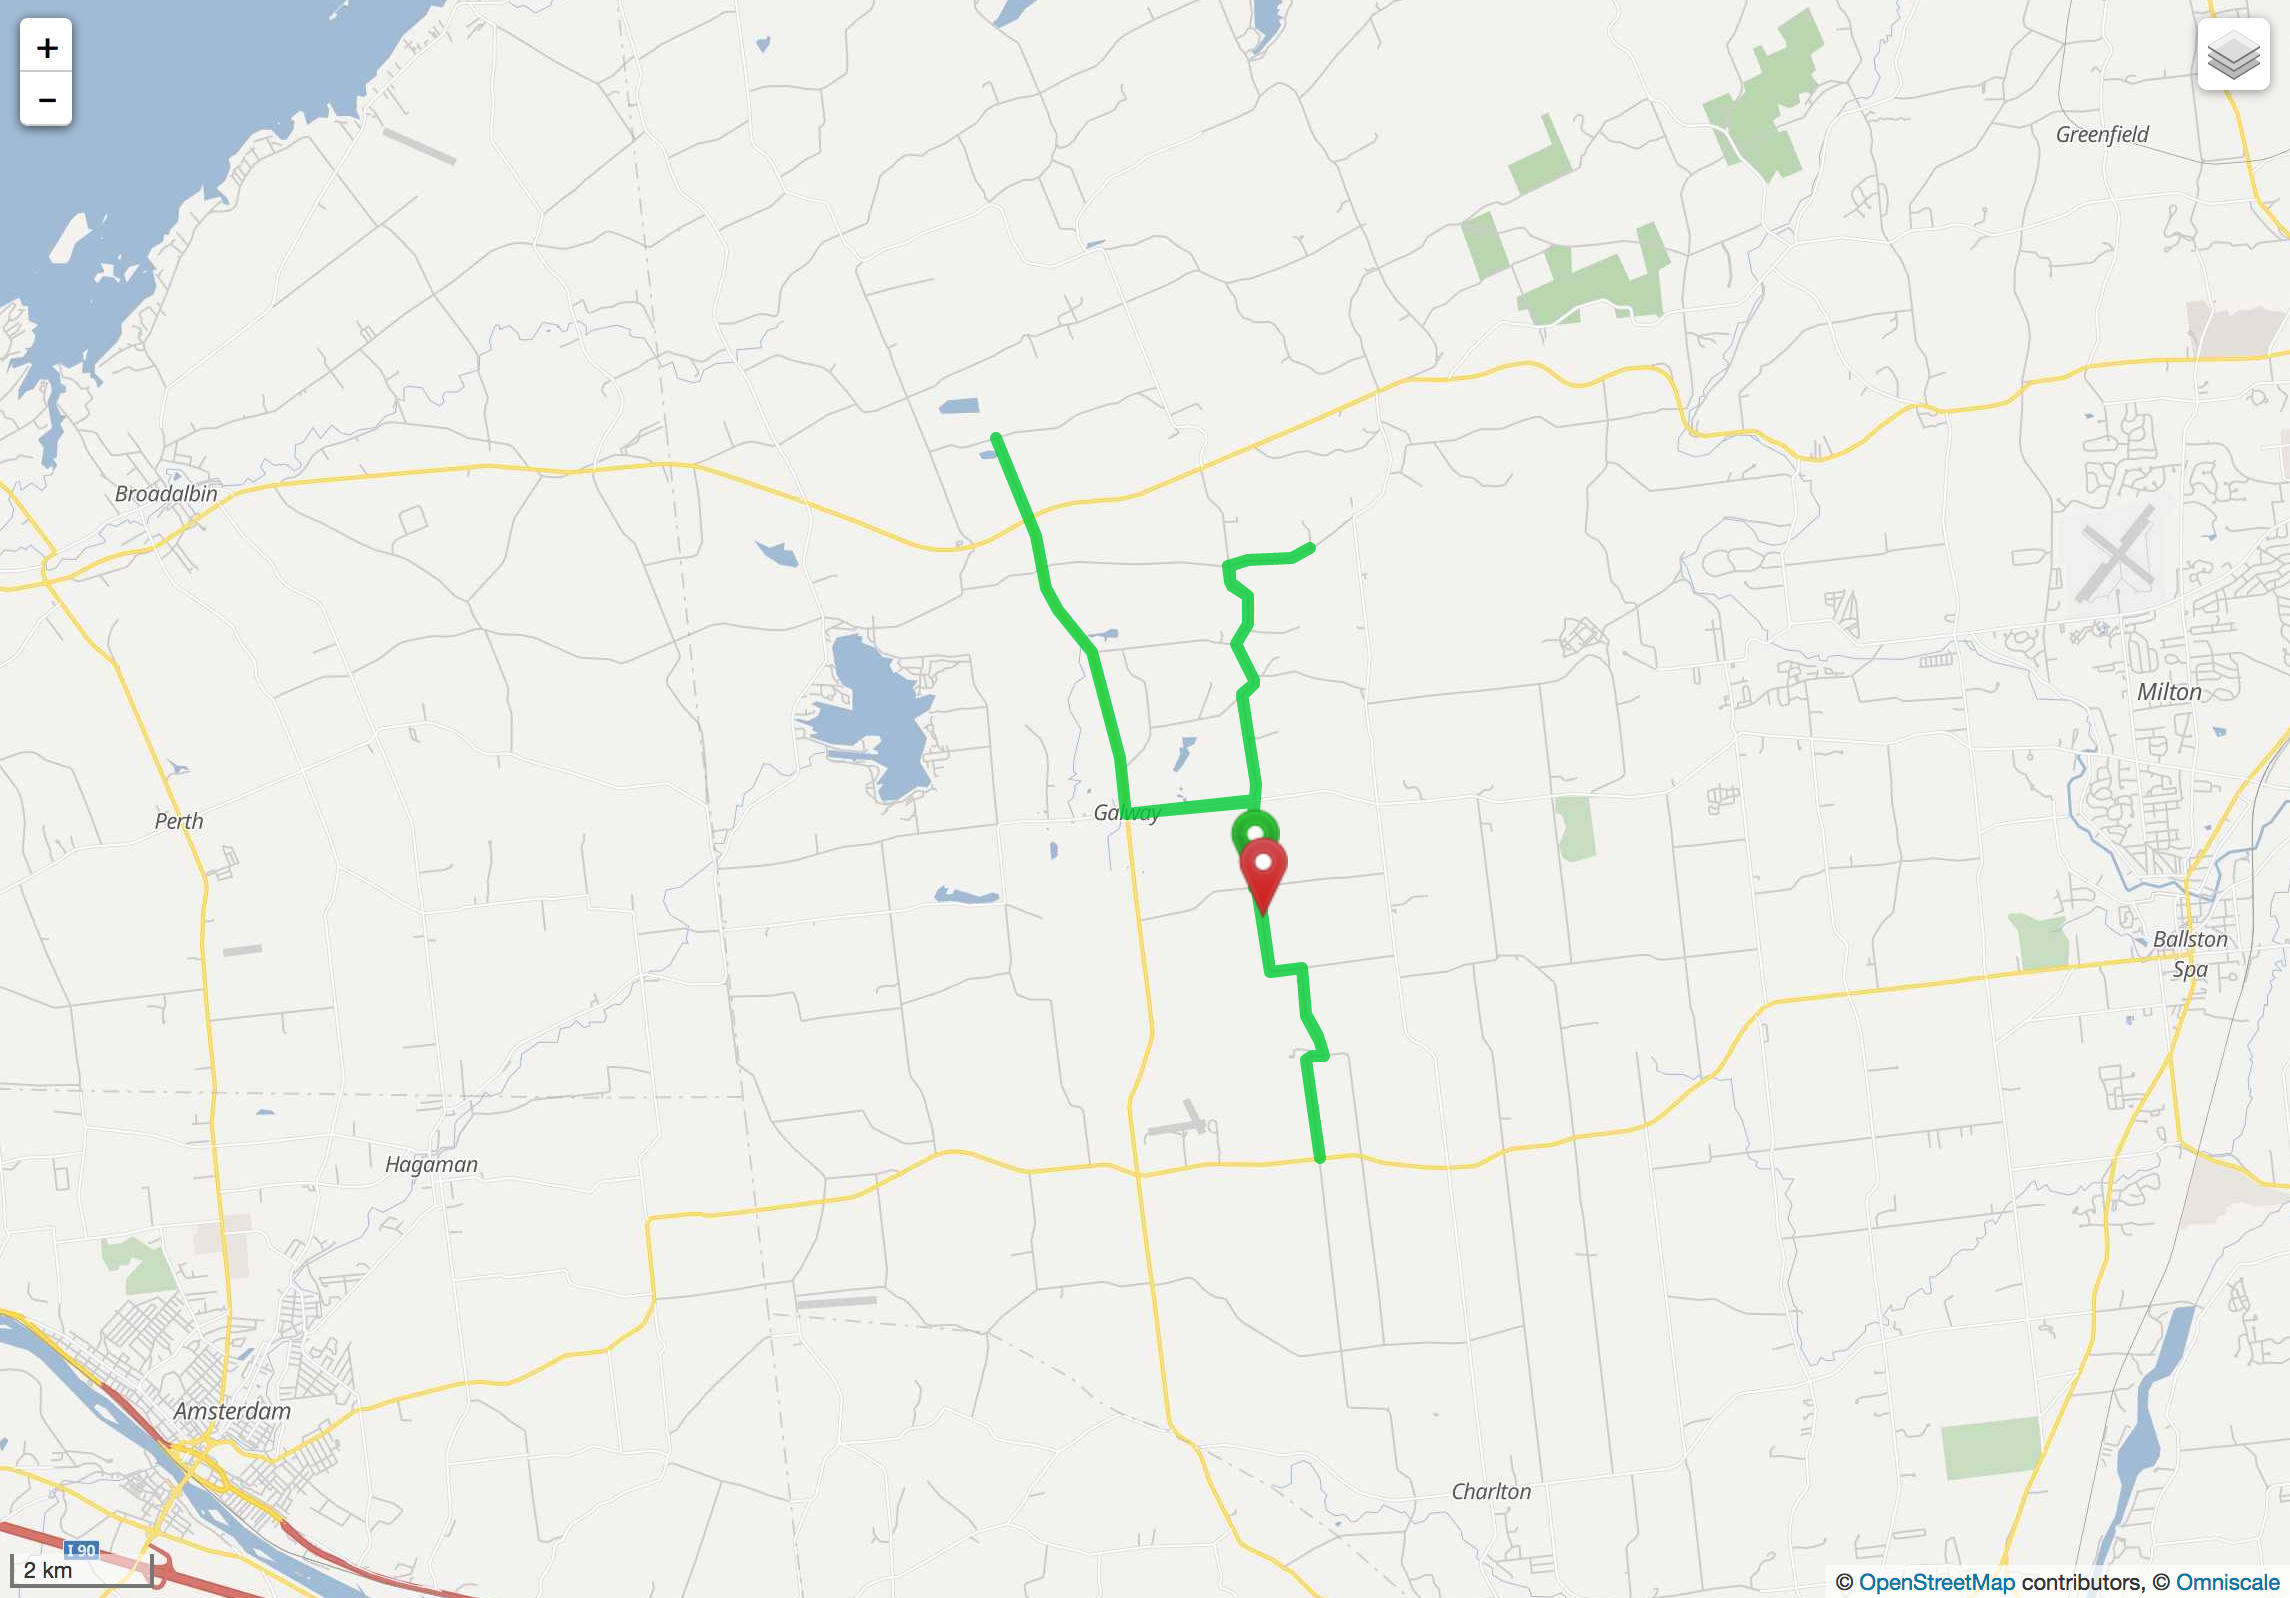 +
−
Greenfield
Broadalbin
Milton
Galway
Perth
Ballston
Spa
Hagaman
Amsterdam
Charlton
I 90
2 km
© OpenStreetMap contributors, © Omniscale